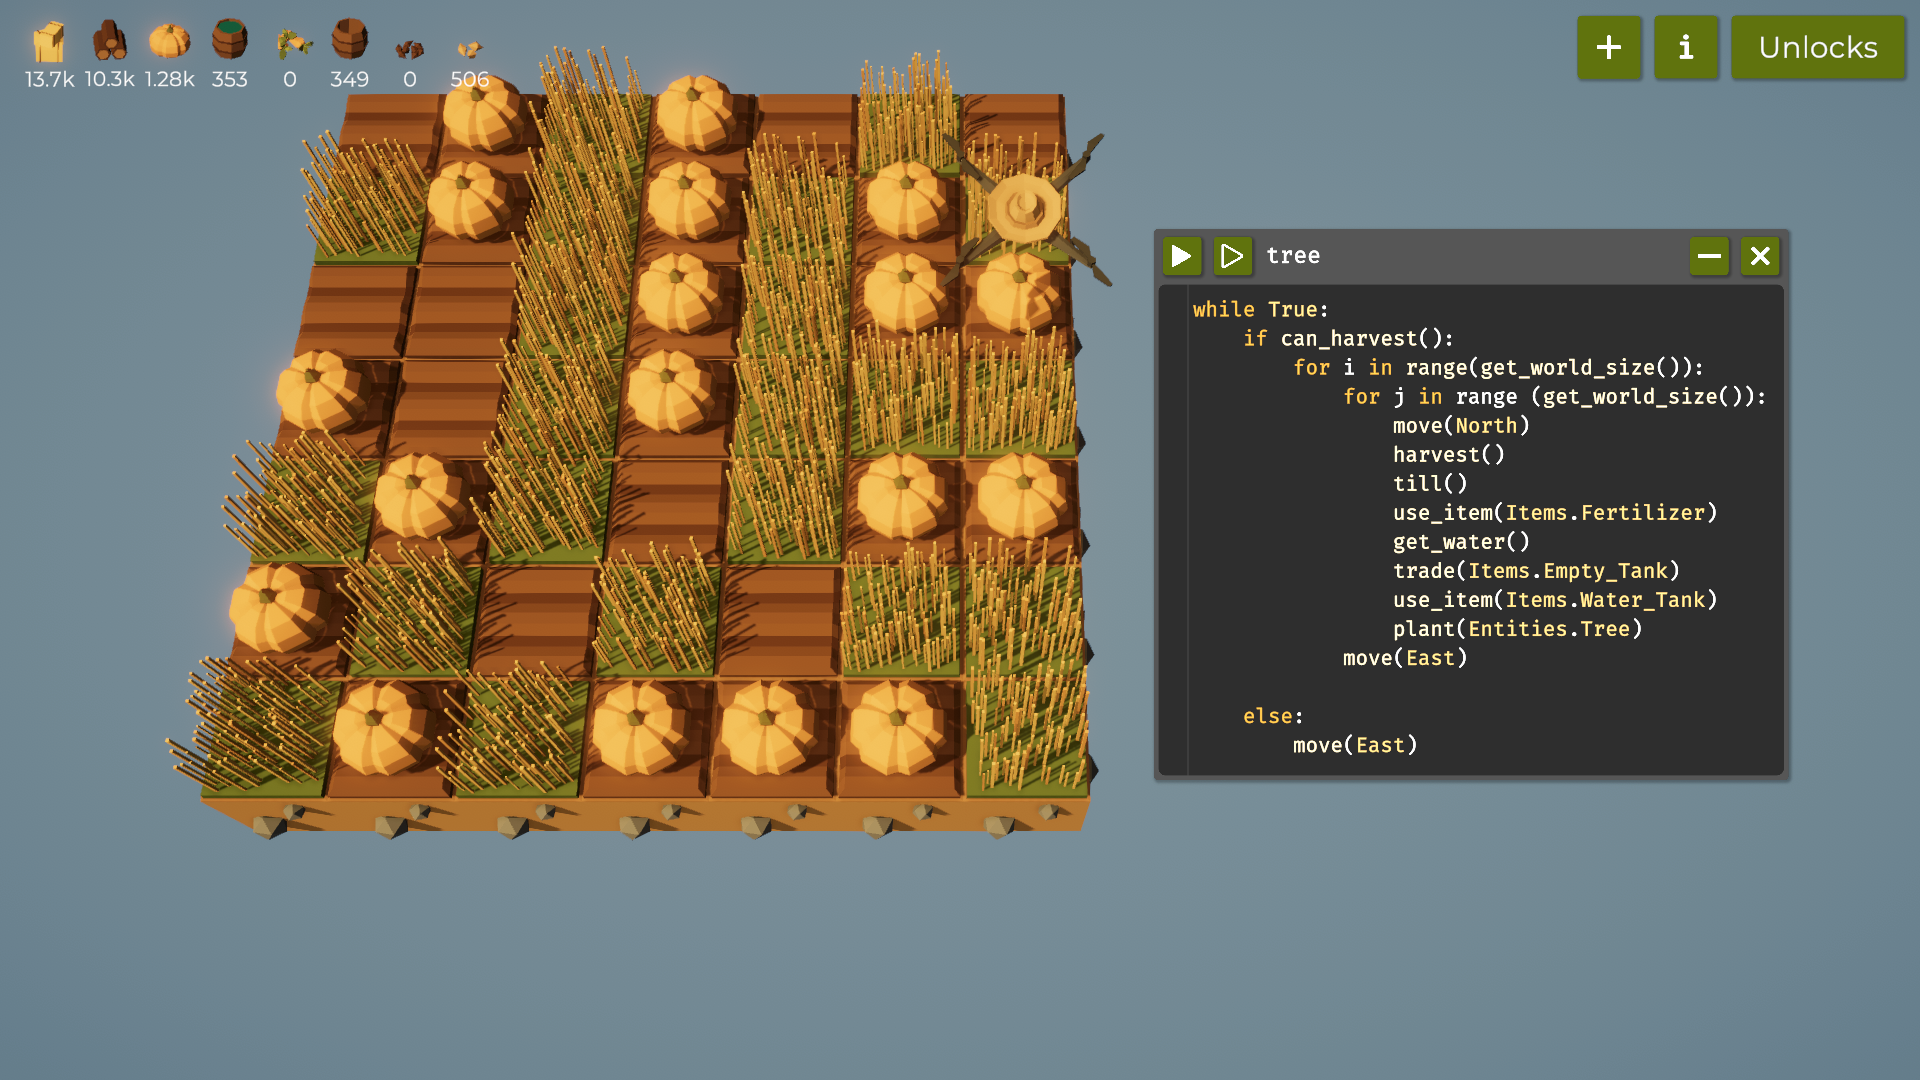 13.7k 10.3k 1.28k 353 0 349 0 506
+ i Unlocks
tree
while True:
    if can_harvest():
        for i in range(get_world_size()):
            for j in range (get_world_size()):
                move(North)
                harvest()
                till()
                use_item(Items.Fertilizer)
                get_water()
                trade(Items.Empty_Tank)
                use_item(Items.Water_Tank)
                plant(Entities.Tree)
            move(East)
    else:
        move(East)